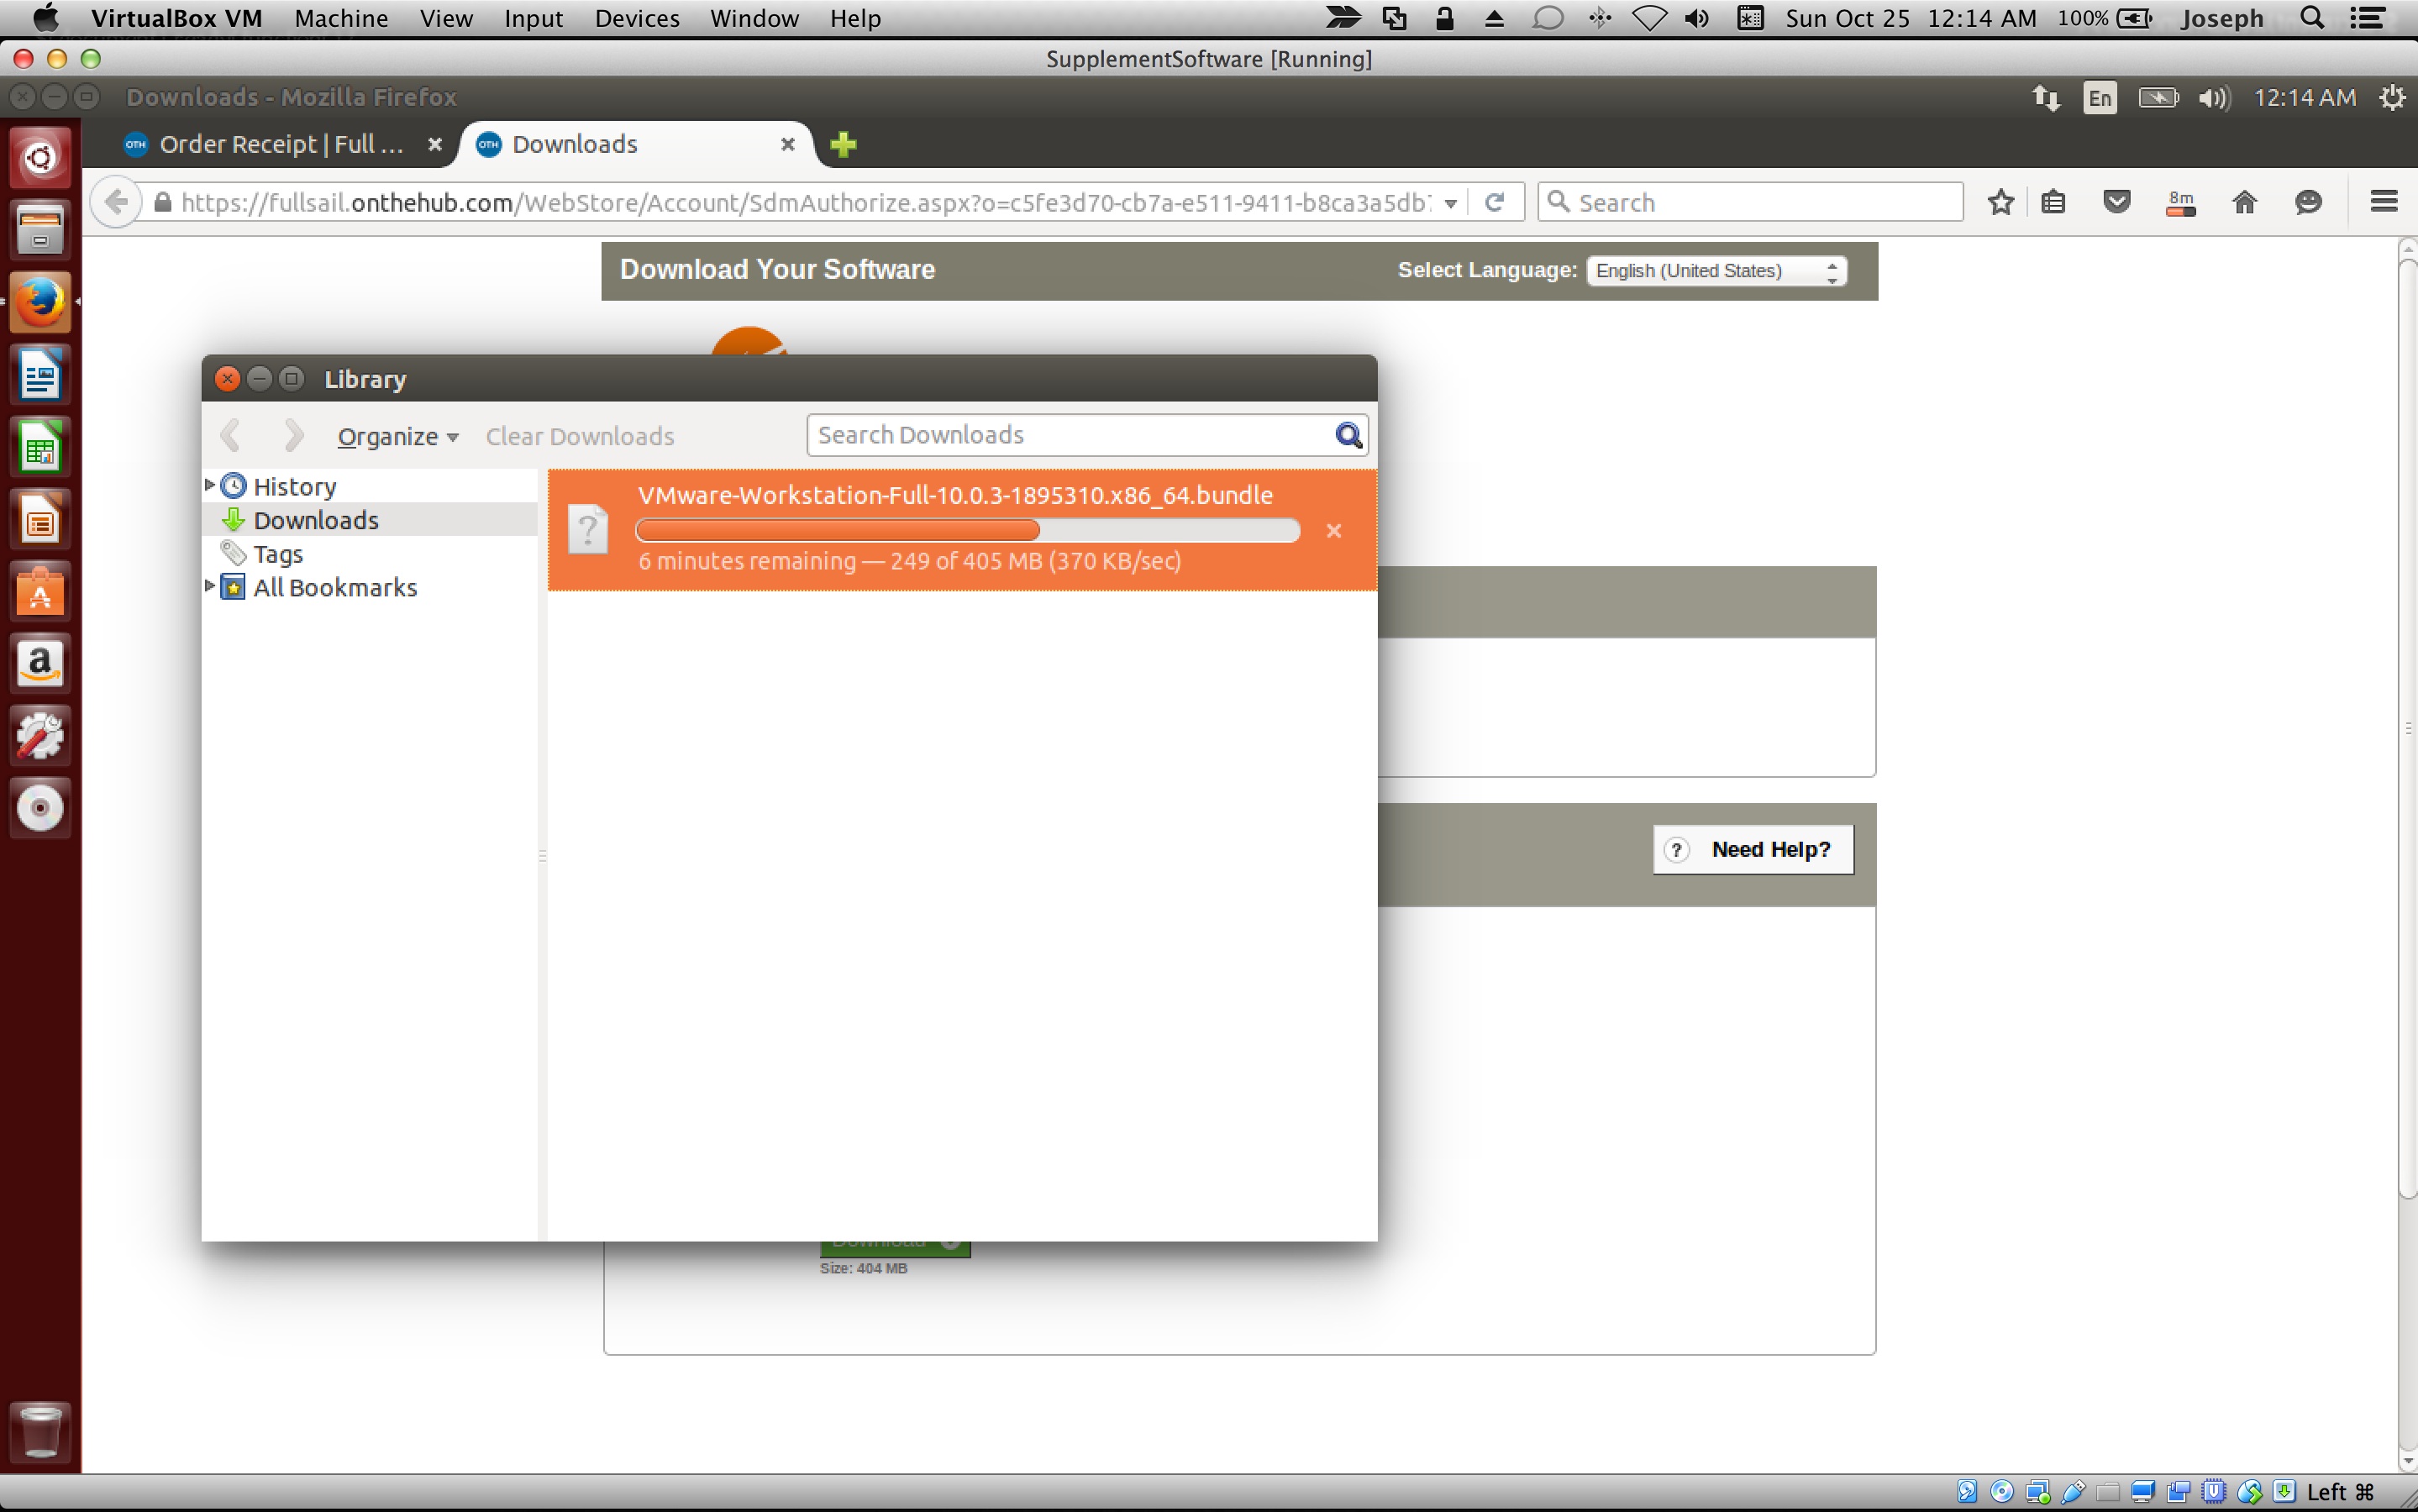 VirtualBox VM Machine View Input Devices Window Help Sun Oct 25 12:14 AM 100% Joseph
SupplementSoftware [Running]
Downloads - Mozilla Firefox En 12:14 AM
OTH Order Receipt | Full ... OTH Downloads
https://fullsail.onthehub.com/WebStore/Account/SdmAuthorize.aspx?o=c5fe3d70-cb7a-e511-9411-b8ca3a5db Search 8m
Download Your Software Select Language: English (United States)
Library
Organize Clear Downloads Search Downloads
History
Downloads
Tags
All Bookmarks
VMware-Workstation-Full-10.0.3-1895310.x86_64.bundle
6 minutes remaining — 249 of 405 MB (370 KB/sec)
? Need Help?
Download
Size: 404 MB
Left ⌘